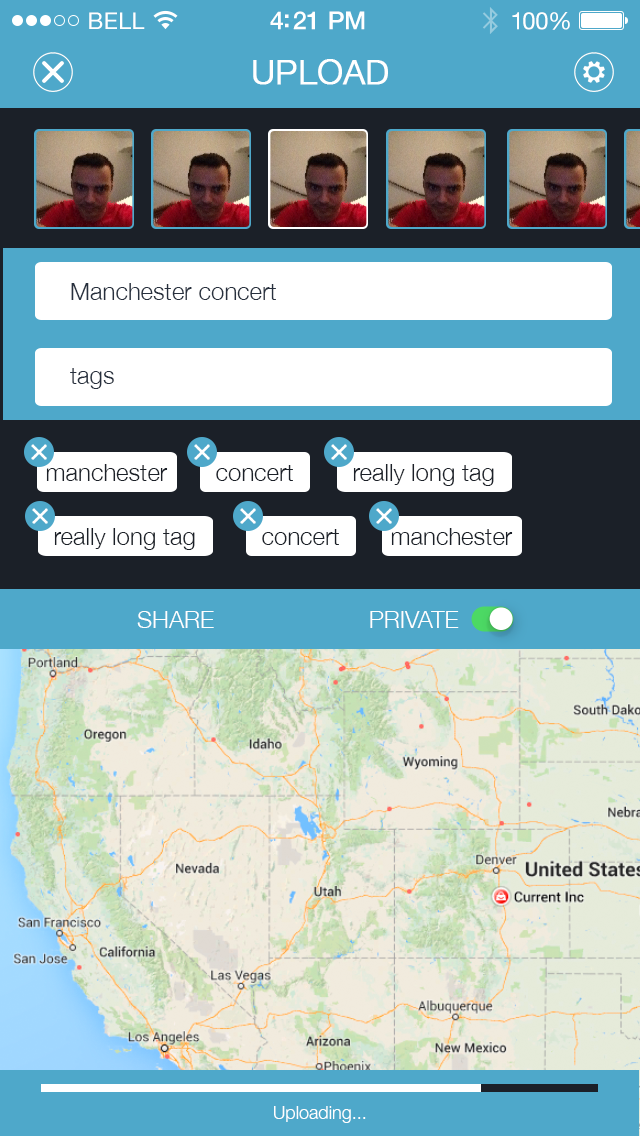 BELL 4:21 PM 100%
UPLOAD
Manchester concert
tags
manchester concert really long tag
really long tag concert manchester
SHARE PRIVATE
Portland
South Dako
Oregon
Idaho
Wyoming
Nebra
Denver
United States
Nevada
Utah
Current Inc
San Francisco
California
San Jose
Las Vegas
Albuquerque
Los Angeles
Arizona
New Mexico
Phoenix
Uploading...